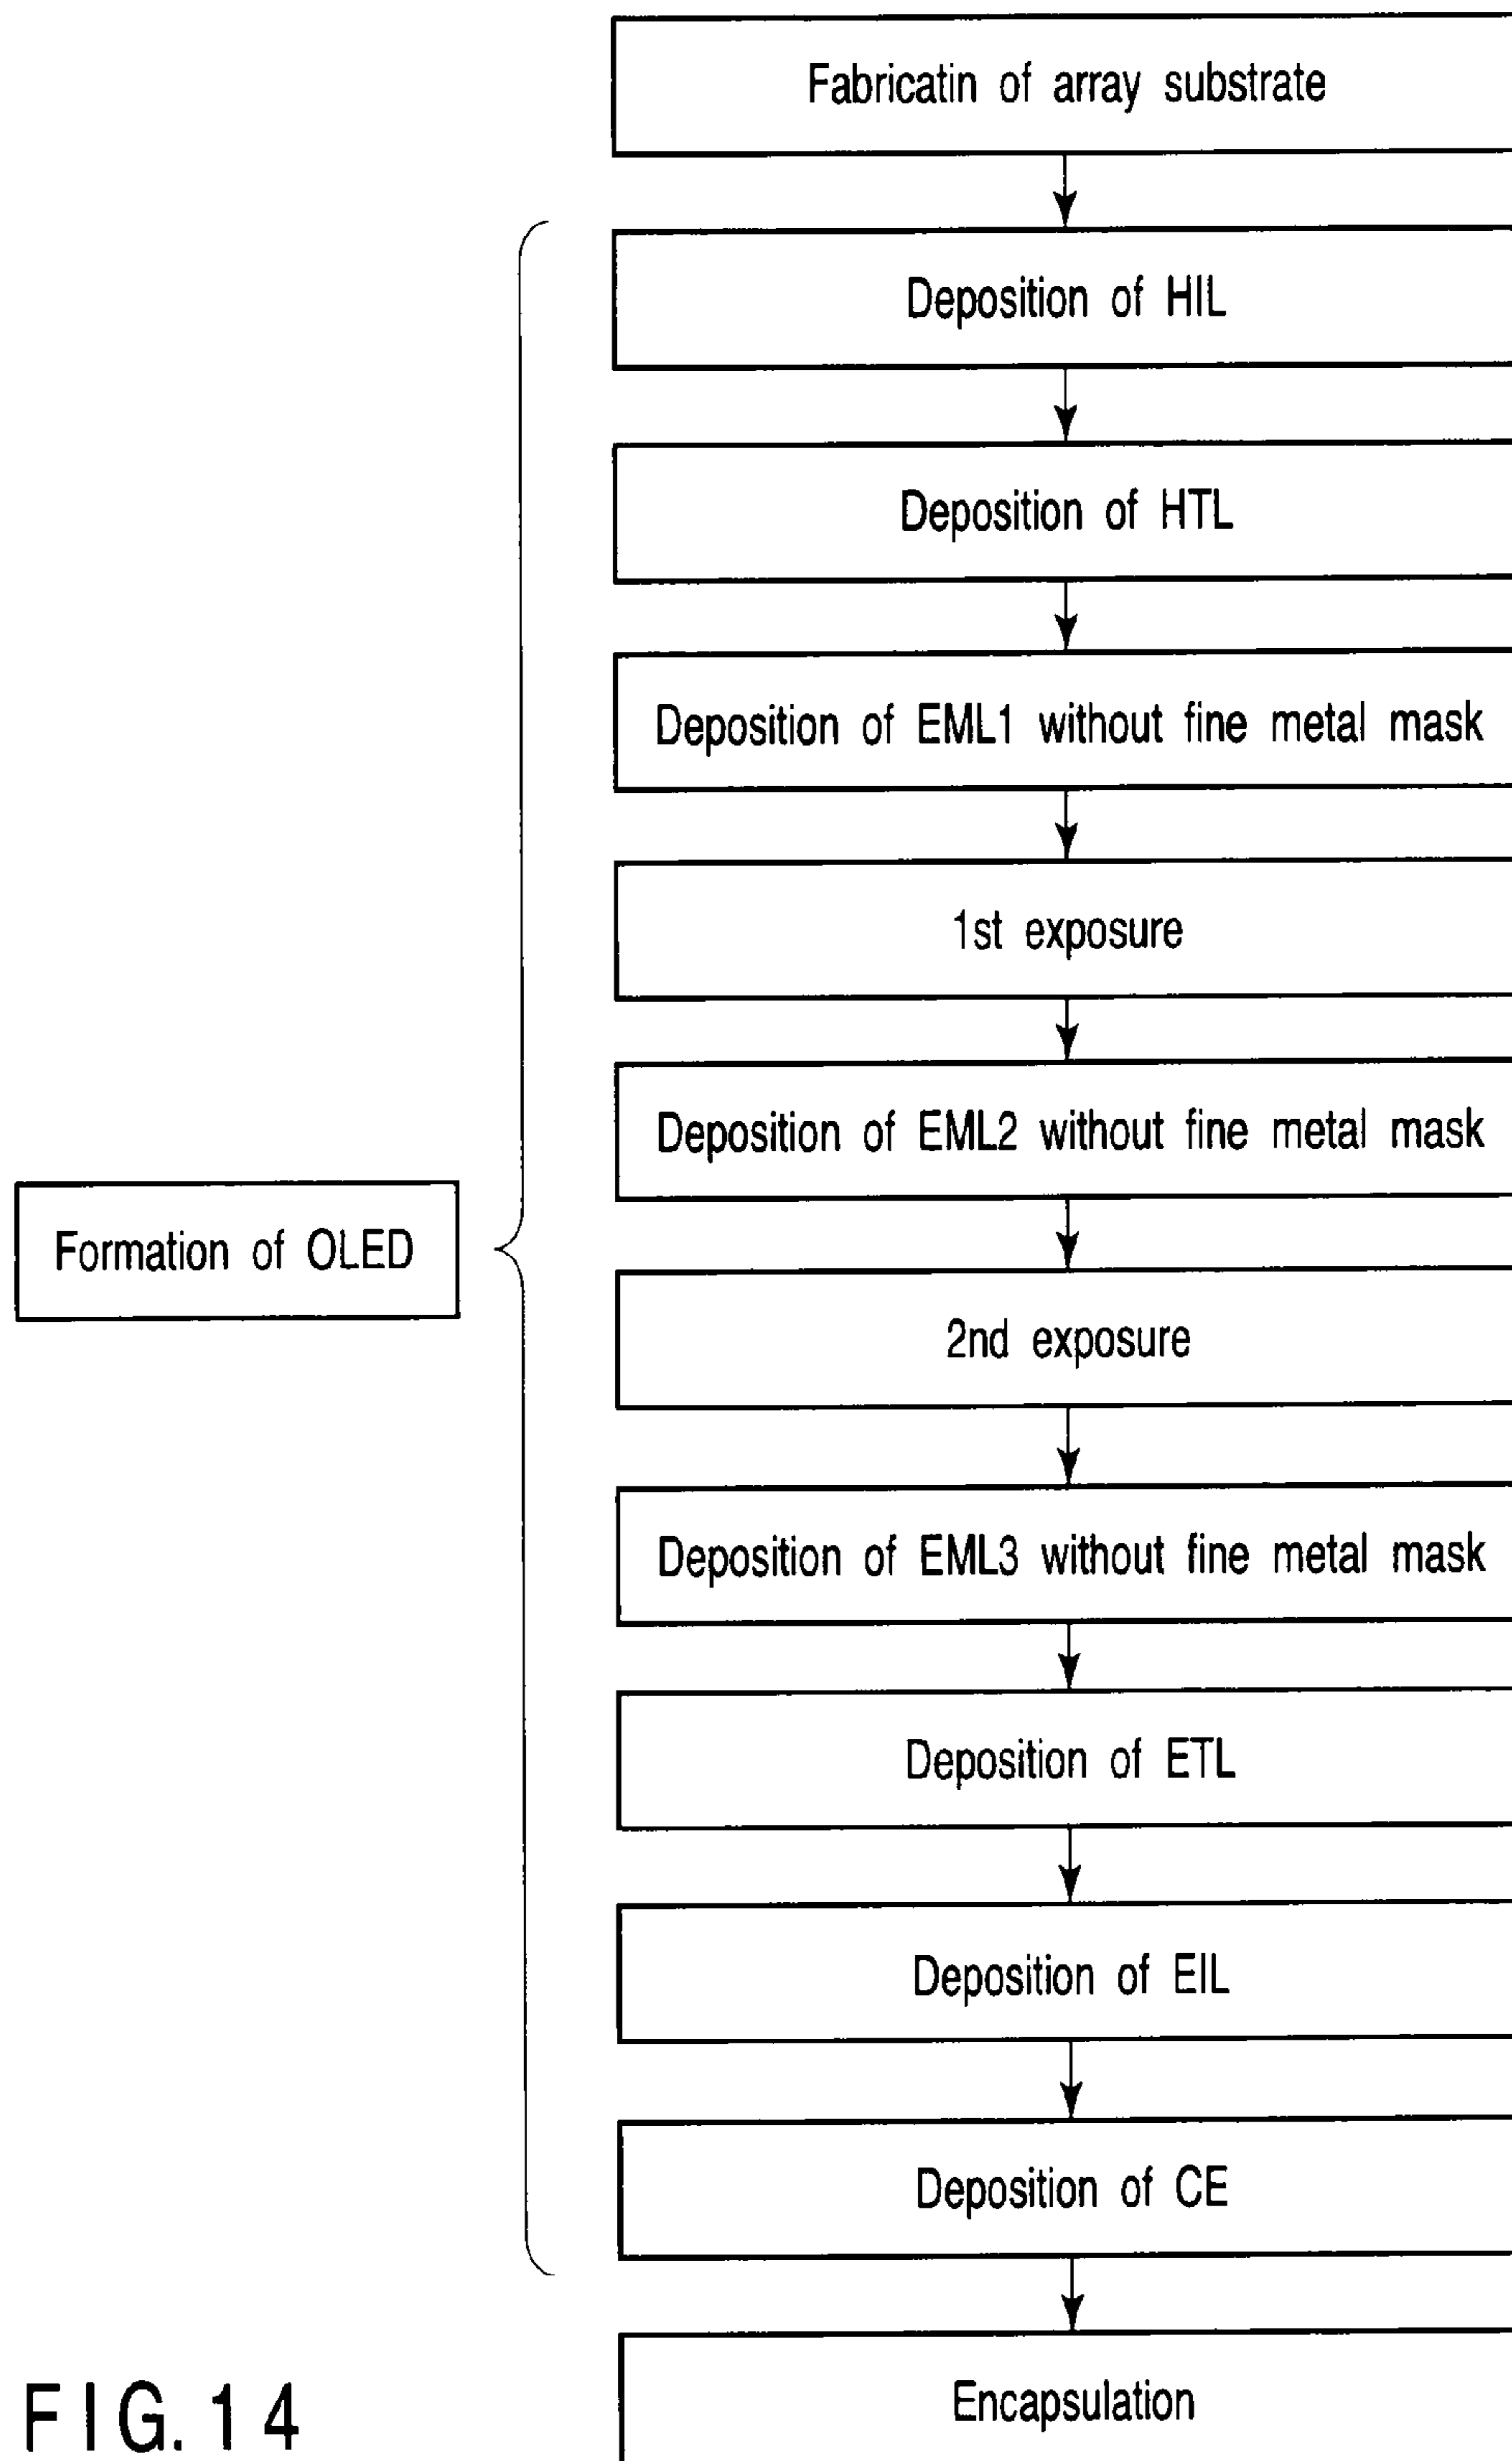 Fabricatin of array substrate
Deposition of HIL
Deposition of HTL
Deposition of EML1 without fine metal mask
1st exposure
Deposition of EML2 without fine metal mask
Formation of OLED
2nd exposure
Deposition of EML3 without fine metal mask
Deposition of ETL
Deposition of EIL
Deposition of CE
Encapsulation
FIG.14